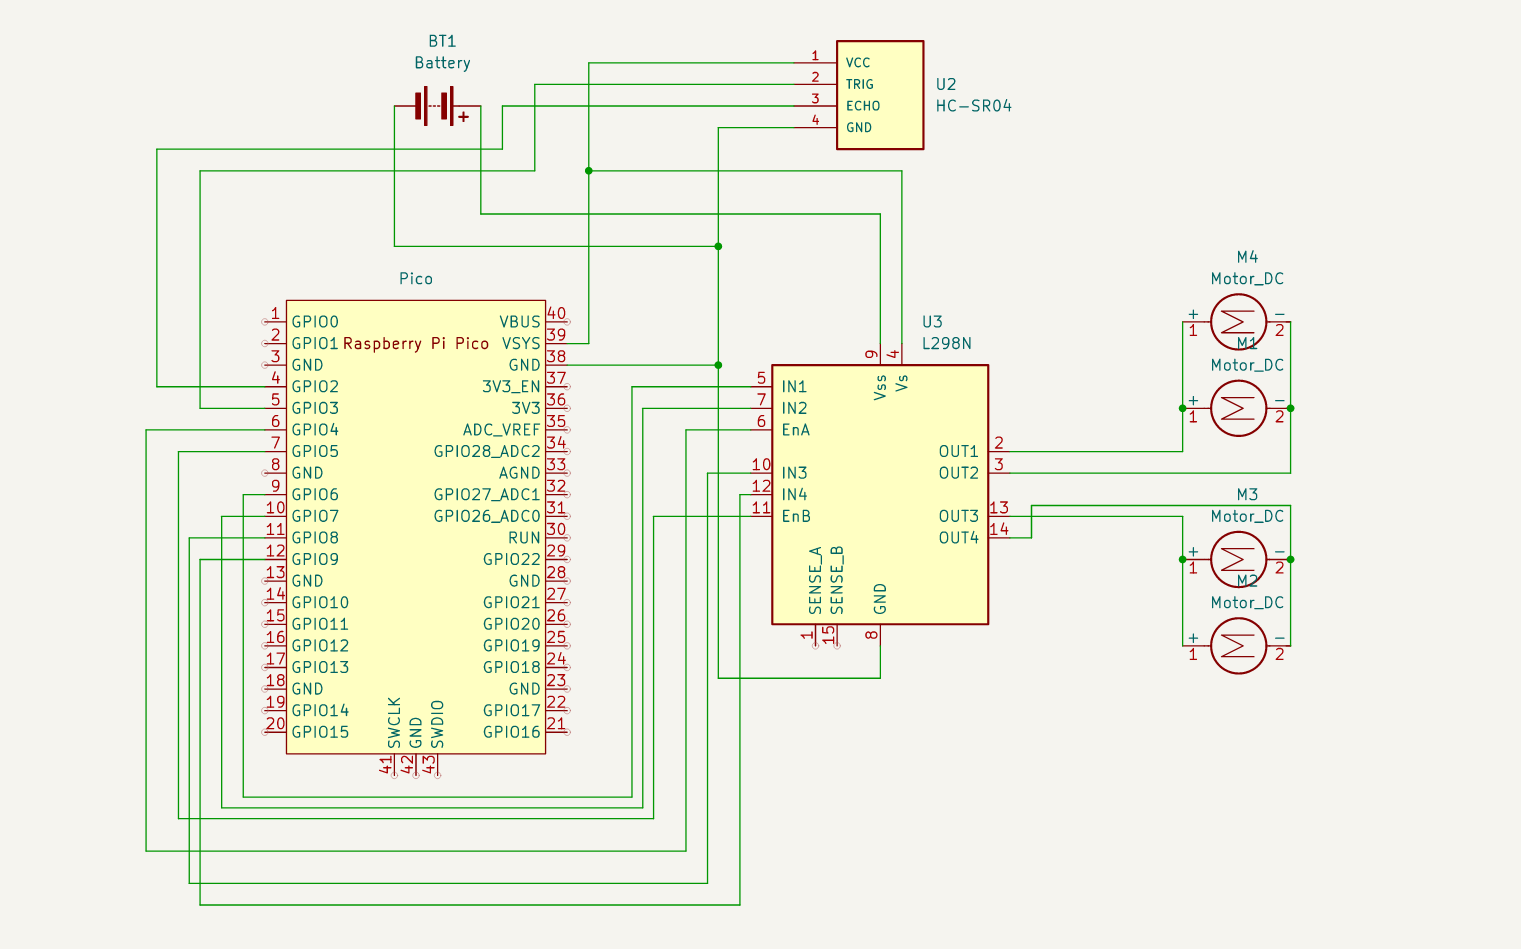 BT1
Battery
+
1 VCC
2 TRIG
3 ECHO
4 GND
U2
HC-SR04
Pico
Raspberry Pi Pico
1 GPIO0
2 GPIO1
3 GND
4 GPIO2
5 GPIO3
6 GPIO4
7 GPIO5
8 GND
9 GPIO6
10 GPIO7
11 GPIO8
12 GPIO9
13 GND
14 GPIO10
15 GPIO11
16 GPIO12
17 GPIO13
18 GND
19 GPIO14
20 GPIO15
VBUS 40
VSYS 39
GND 38
3V3_EN 37
3V3 36
ADC_VREF 35
GPIO28_ADC2 34
AGND 33
GPIO27_ADC1 32
GPIO26_ADC0 31
RUN 30
GPIO22 29
GND 28
GPIO21 27
GPIO20 26
GPIO19 25
GPIO18 24
GND 23
GPIO17 22
GPIO16 21
41 SWCLK
42 GND
43 SWDIO
U3
L298N
9 Vss
4 Vs
5 IN1
7 IN2
6 EnA
10 IN3
12 IN4
11 EnB
OUT1 2
OUT2 3
OUT3 13
OUT4 14
1 SENSE_A
15 SENSE_B
8 GND
M4
Motor_DC
+ −
1 2
M1
Motor_DC
+ −
1 2
M3
Motor_DC
+ −
1 2
M2
Motor_DC
+ −
1 2